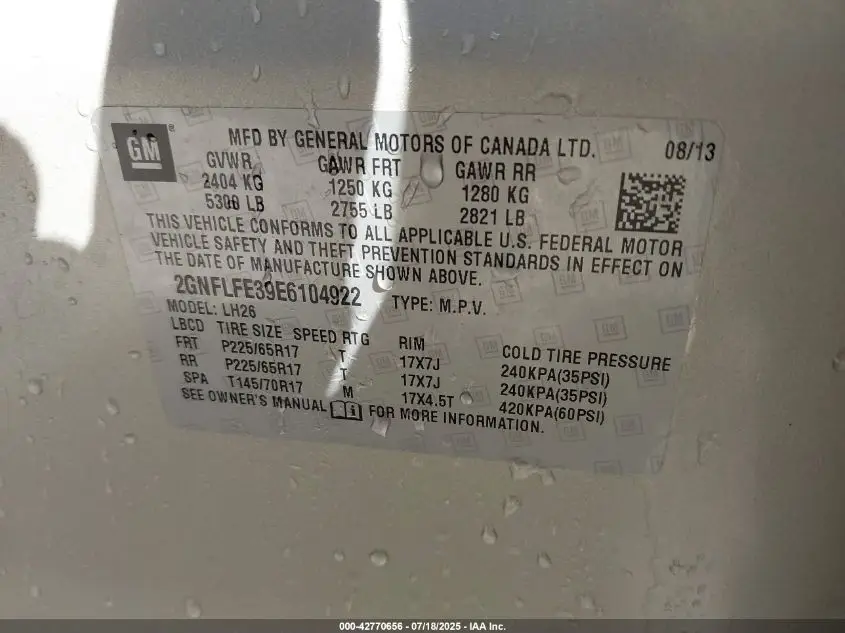 GM ®
MFD BY GENERAL MOTORS OF CANADA LTD. 08/13
GVWR GAWR FRT GAWR RR
2404 KG 1250 KG 1280 KG
5300 LB 2755 LB 2821 LB
THIS VEHICLE CONFORMS TO ALL APPLICABLE U.S. FEDERAL MOTOR
VEHICLE SAFETY AND THEFT PREVENTION STANDARDS IN EFFECT ON
THE DATE OF MANUFACTURE SHOWN ABOVE.
2GNFLFE39E6104922 TYPE: M.P.V.
MODEL: LH26
LBCD TIRE SIZE SPEED RTG RIM COLD TIRE PRESSURE
FRT P225/65R17 T 17X7J 240KPA(35PSI)
RR P225/65R17 T 17X7J 240KPA(35PSI)
SPA T145/70R17 M 17X4.5T 420KPA(60PSI)
SEE OWNER'S MANUAL FOR MORE INFORMATION.
000-42770656 - 07/18/2025 - IAA Inc.